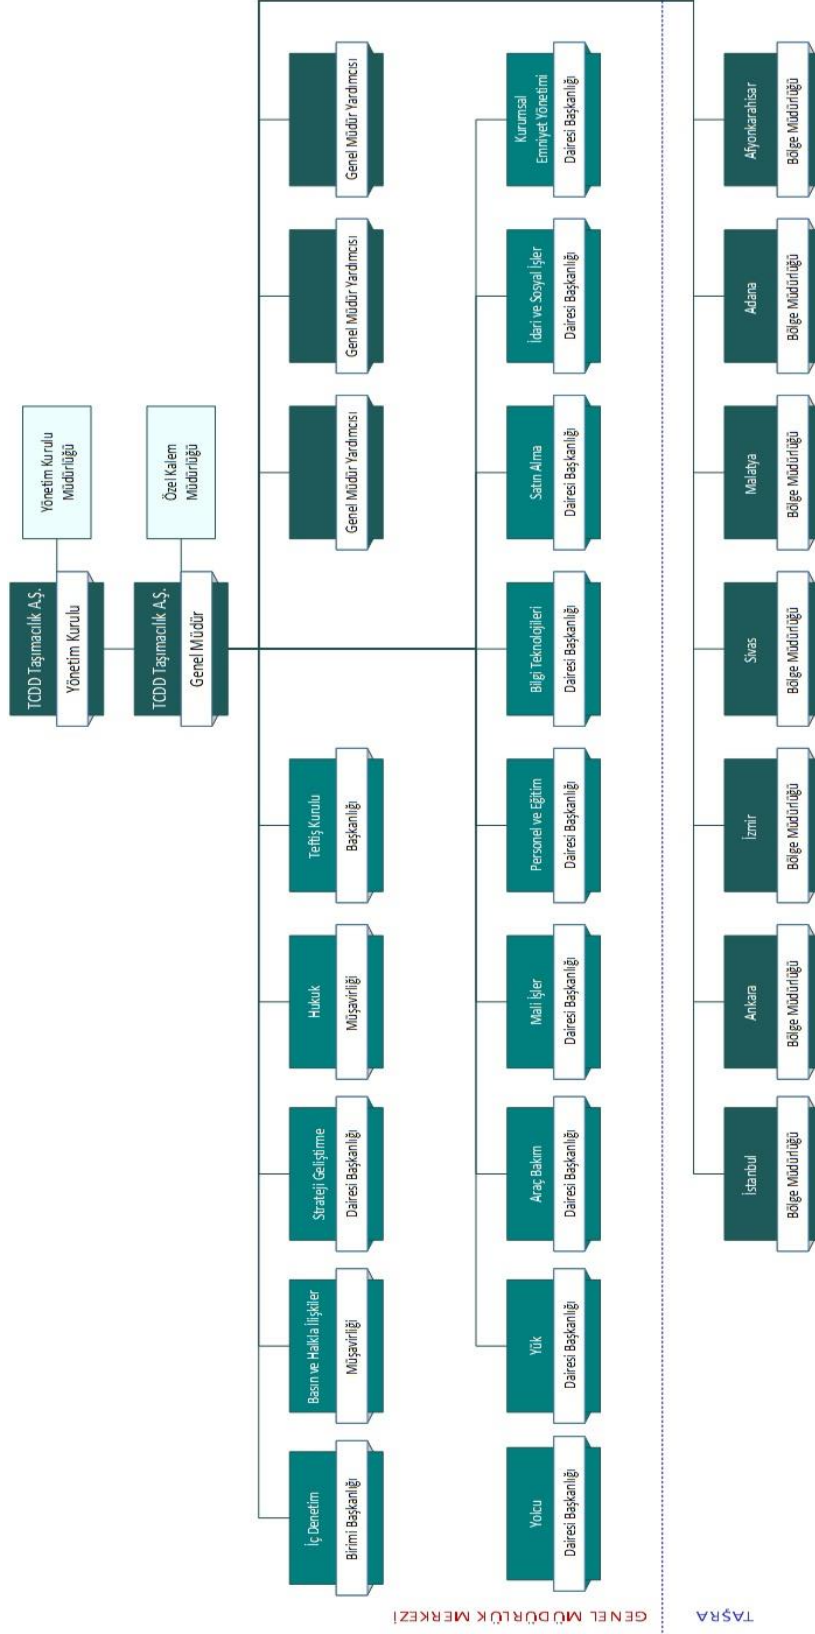 TCDD Taşımacılık A.Ş.
Yönetim Kurulu
Yönetim Kurulu
Müdürlüğü
TCDD Taşımacılık A.Ş.
Genel Müdür
Özel Kalem
Müdürlüğü
İç Denetim
Birimi Başkanlığı
Basın ve Halkla İlişkiler
Müşavirliği
Strateji Geliştirme
Dairesi Başkanlığı
Hukuk
Müşavirliği
Teftiş Kurulu
Başkanlığı
Genel Müdür Yardımcısı
Genel Müdür Yardımcısı
Genel Müdür Yardımcısı
GENEL MÜDÜRLÜK MERKEZİ
Yolcu
Dairesi Başkanlığı
Yük
Dairesi Başkanlığı
Araç Bakım
Dairesi Başkanlığı
Mali İşler
Dairesi Başkanlığı
Personel ve Eğitim
Dairesi Başkanlığı
Bilgi Teknolojileri
Dairesi Başkanlığı
Satın Alma
Dairesi Başkanlığı
İdari ve Sosyal İşler
Dairesi Başkanlığı
Kurumsal
Emniyet Yönetimi
Dairesi Başkanlığı
TAŞRA
İstanbul
Bölge Müdürlüğü
Ankara
Bölge Müdürlüğü
İzmir
Bölge Müdürlüğü
Sivas
Bölge Müdürlüğü
Malatya
Bölge Müdürlüğü
Adana
Bölge Müdürlüğü
Afyonkarahisar
Bölge Müdürlüğü